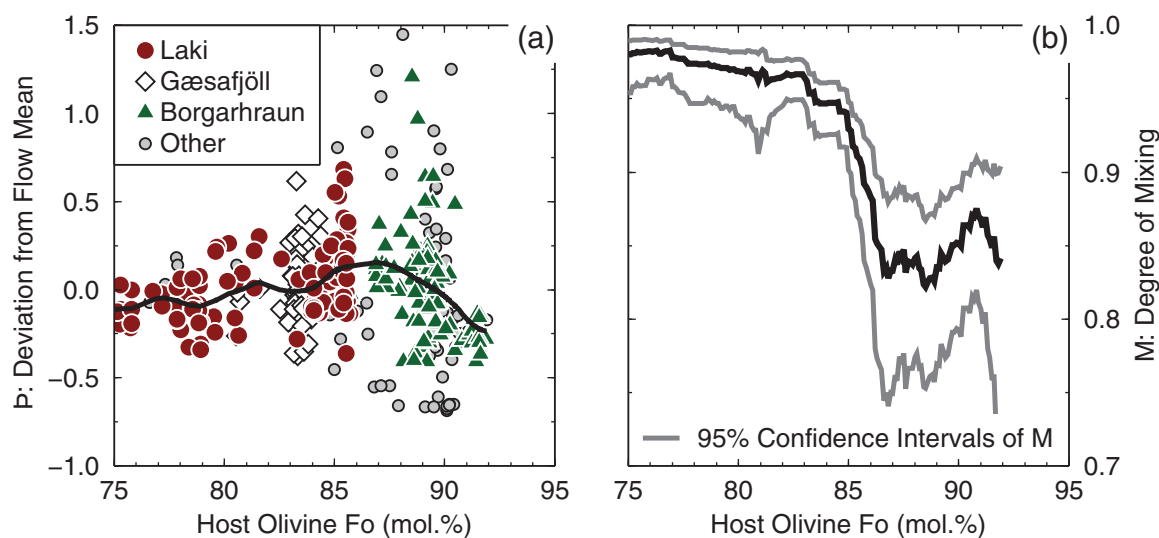 1.5
1.0
0.5
0.0
−0.5
−1.0
Þ: Deviation from Flow Mean
(a)
Laki
Gæsafjöll
Borgarhraun
Other
75 80 85 90 95
Host Olivine Fo (mol.%)
(b)
95% Confidence Intervals of M
75 80 85 90 95
Host Olivine Fo (mol.%)
1.0
0.9
0.8
0.7
M: Degree of Mixing